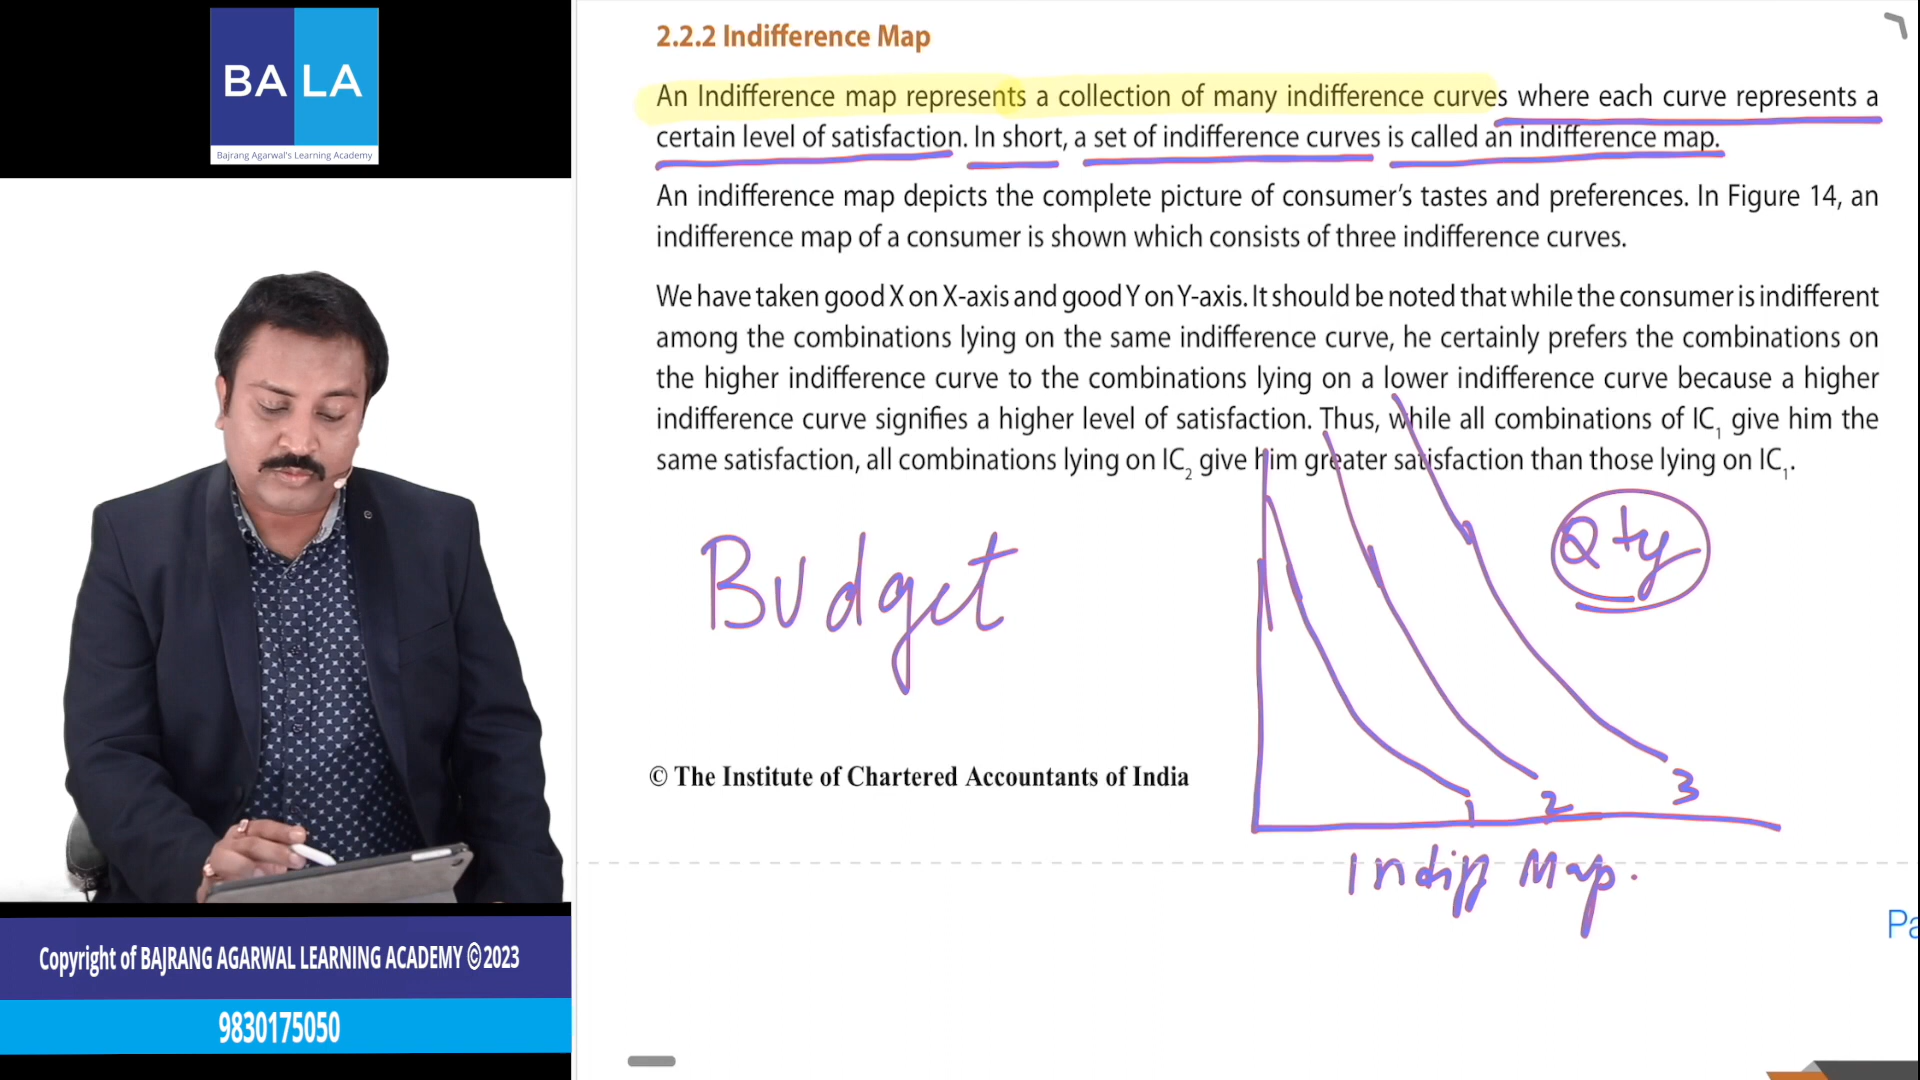 BA LA
Bajrang Agarwal's Learning Academy
2.2.2 Indifference Map
An Indifference map represents a collection of many indifference curves where each curve represents a
certain level of satisfaction. In short, a set of indifference curves is called an indifference map.
An indifference map depicts the complete picture of consumer’s tastes and preferences. In Figure 14, an
indifference map of a consumer is shown which consists of three indifference curves.
We have taken good X on X-axis and good Y on Y-axis. It should be noted that while the consumer is indifferent
among the combinations lying on the same indifference curve, he certainly prefers the combinations on
the higher indifference curve to the combinations lying on a lower indifference curve because a higher
indifference curve signifies a higher level of satisfaction. Thus, while all combinations of IC₁ give him the
same satisfaction, all combinations lying on IC₂ give him greater satisfaction than those lying on IC₁.
Qty
Budget
© The Institute of Chartered Accountants of India
1 2 3
Indiff Map.
Copyright of BAJRANG AGARWAL LEARNING ACADEMY ©2023
9830175050